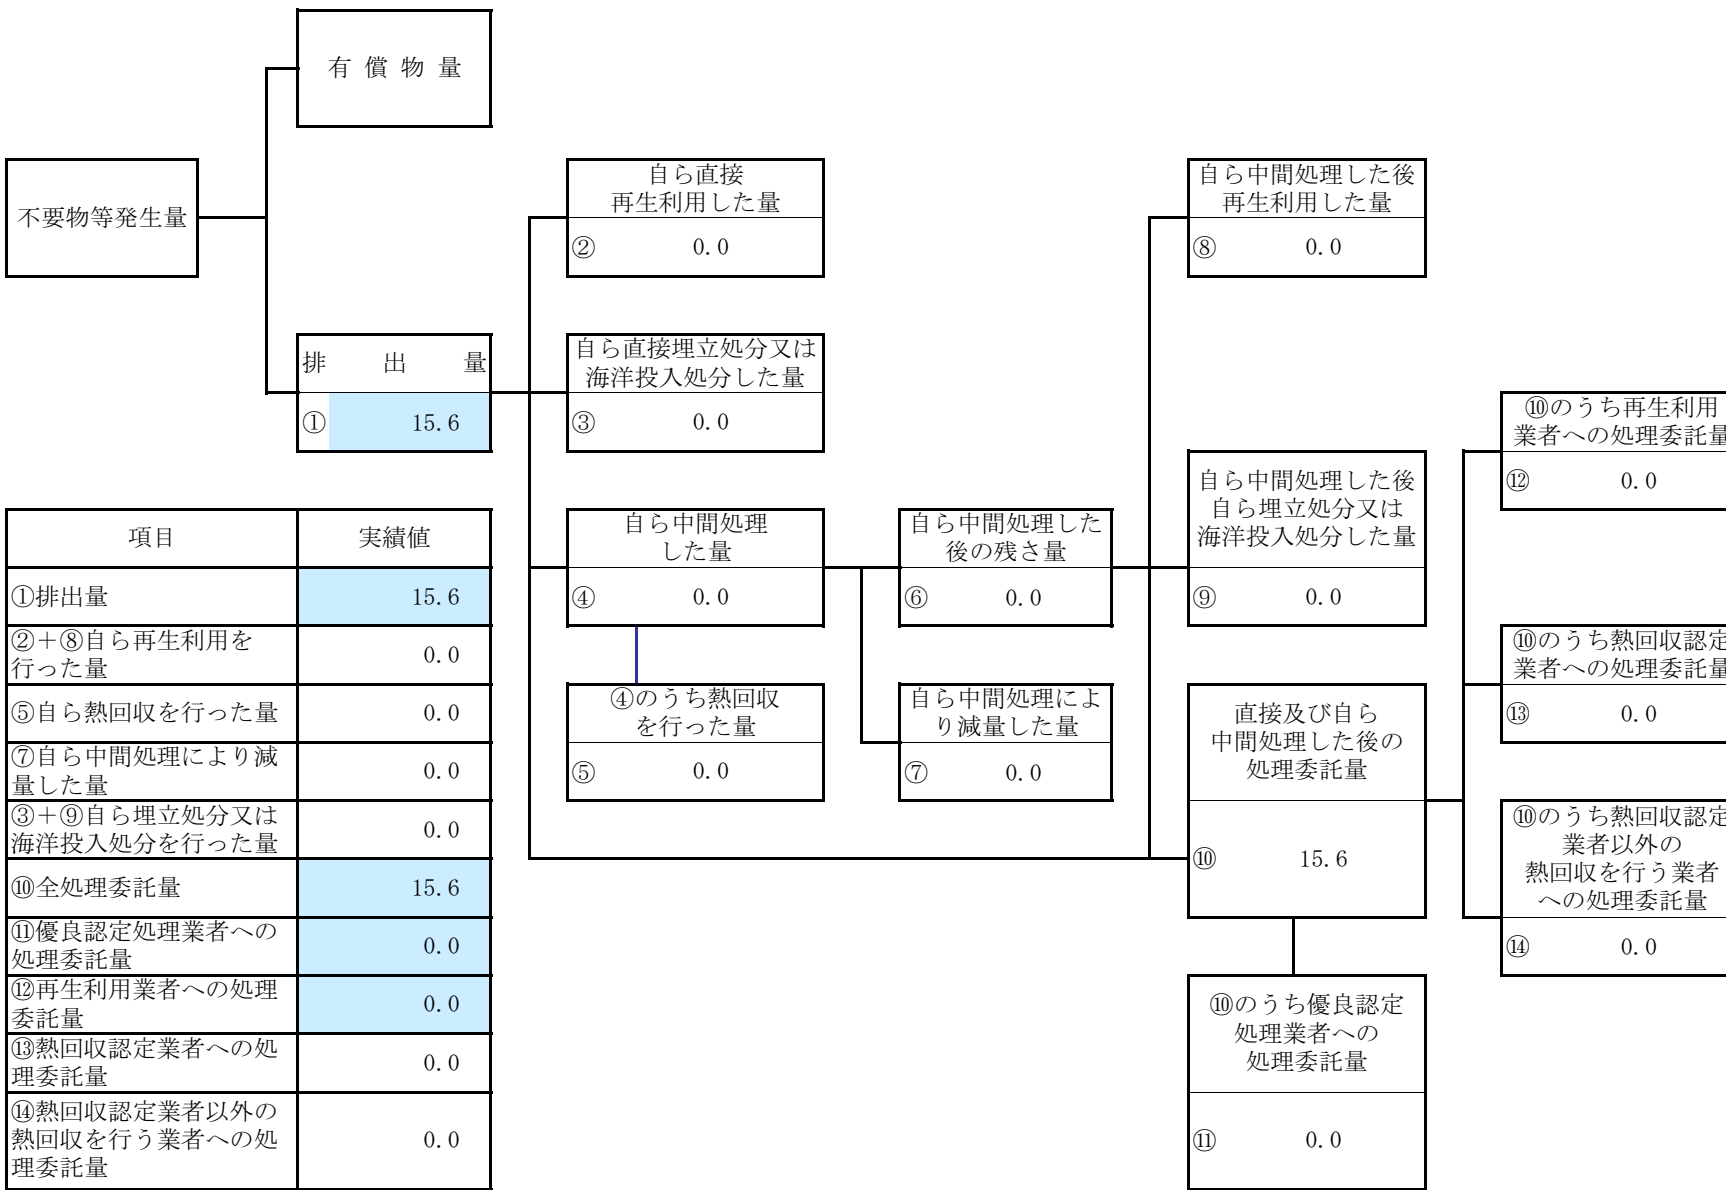 有 償 物 量
不要物等発生量
自ら直接
再生利用した量
② 0.0
自ら中間処理した後
再生利用した量
⑧ 0.0
排 出 量
① 15.6
自ら直接埋立処分又は
海洋投入処分した量
③ 0.0
⑩のうち再生利用
業者への処理委託量
⑫ 0.0
自ら中間処理
した量
④ 0.0
自ら中間処理した
後の残さ量
⑥ 0.0
自ら中間処理した後
自ら埋立処分又は
海洋投入処分した量
⑨ 0.0
④のうち熱回収
を行った量
⑤ 0.0
自ら中間処理によ
り減量した量
⑦ 0.0
直接及び自ら
中間処理した後の
処理委託量
⑩ 15.6
⑩のうち熱回収認定
業者への処理委託量
⑬ 0.0
⑩のうち熱回収認定
業者以外の
熱回収を行う業者
への処理委託量
⑭ 0.0
⑩のうち優良認定
処理業者への
処理委託量
⑪ 0.0
項目 実績値
①排出量 15.6
②＋⑧自ら再生利用を
行った量 0.0
⑤自ら熱回収を行った量 0.0
⑦自ら中間処理により減
量した量 0.0
③＋⑨自ら埋立処分又は
海洋投入処分を行った量 0.0
⑩全処理委託量 15.6
⑪優良認定処理業者への
処理委託量 0.0
⑫再生利用業者への処理
委託量 0.0
⑬熱回収認定業者への処
理委託量 0.0
⑭熱回収認定業者以外の
熱回収を行う業者への処
理委託量 0.0